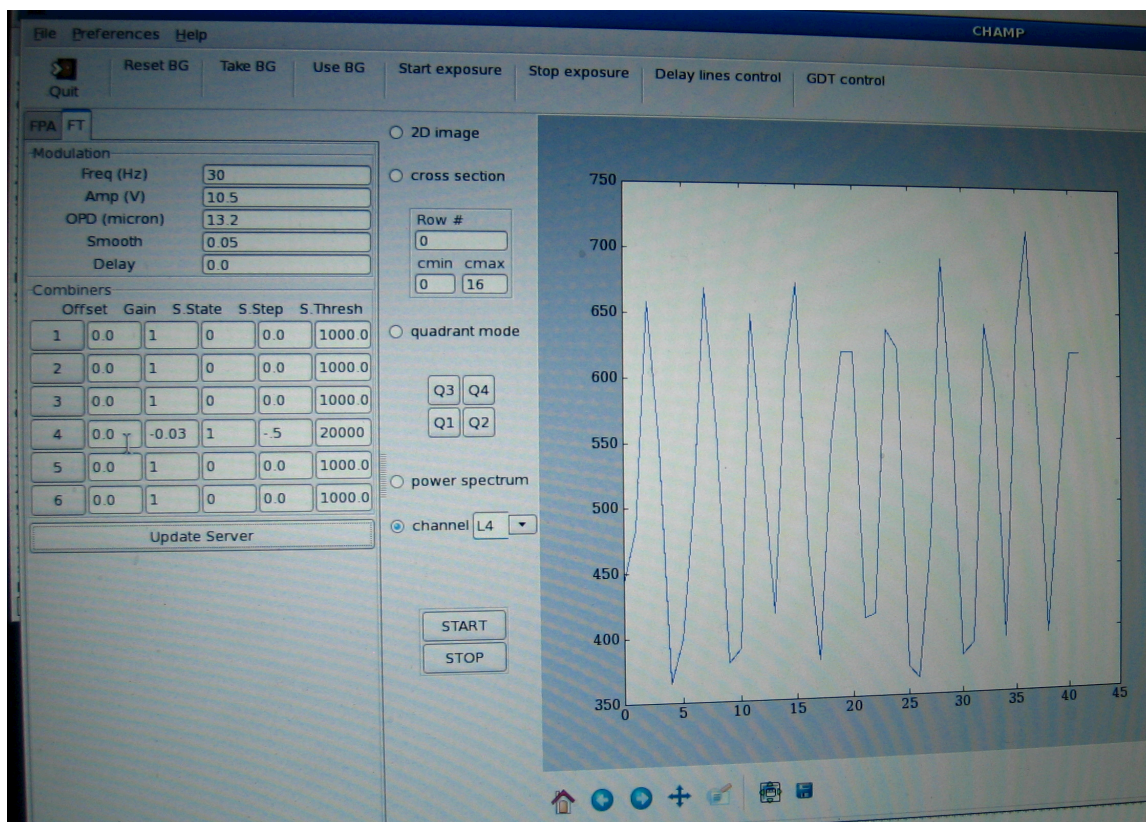 CHAMP
File Preferences Help
Quit Reset BG Take BG Use BG Start exposure Stop exposure Delay lines control GDT control
FPA FT
Modulation
Freq (Hz) 30
Amp (V) 10.5
OPD (micron) 13.2
Smooth 0.05
Delay 0.0
Combiners
Offset Gain S.State S.Step S.Thresh
1 0.0 1 0 0.0 1000.0
2 0.0 1 0 0.0 1000.0
3 0.0 1 0 0.0 1000.0
4 0.0 -0.03 1 -.5 20000
5 0.0 1 0 0.0 1000.0
6 0.0 1 0 0.0 1000.0
Update Server
2D image
cross section
Row #
0
cmin cmax
0 16
quadrant mode
Q3 Q4
Q1 Q2
power spectrum
channel L4
START
STOP
750
700
650
600
550
500
450
400
350
0 5 10 15 20 25 30 35 40 45